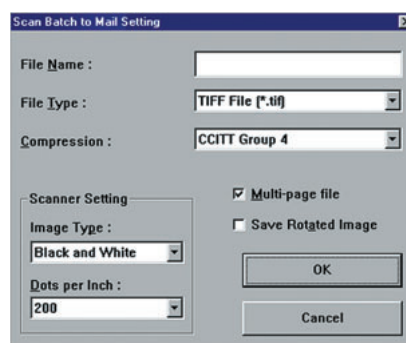 Scan Batch to Mail Setting
File Name :
File Type :
TIFF File (*.tif)
Compression :
CCITT Group 4
Scanner Setting
Image Type :
Black and White
Dots per Inch :
200
Multi-page file
Save Rotated Image
OK
Cancel